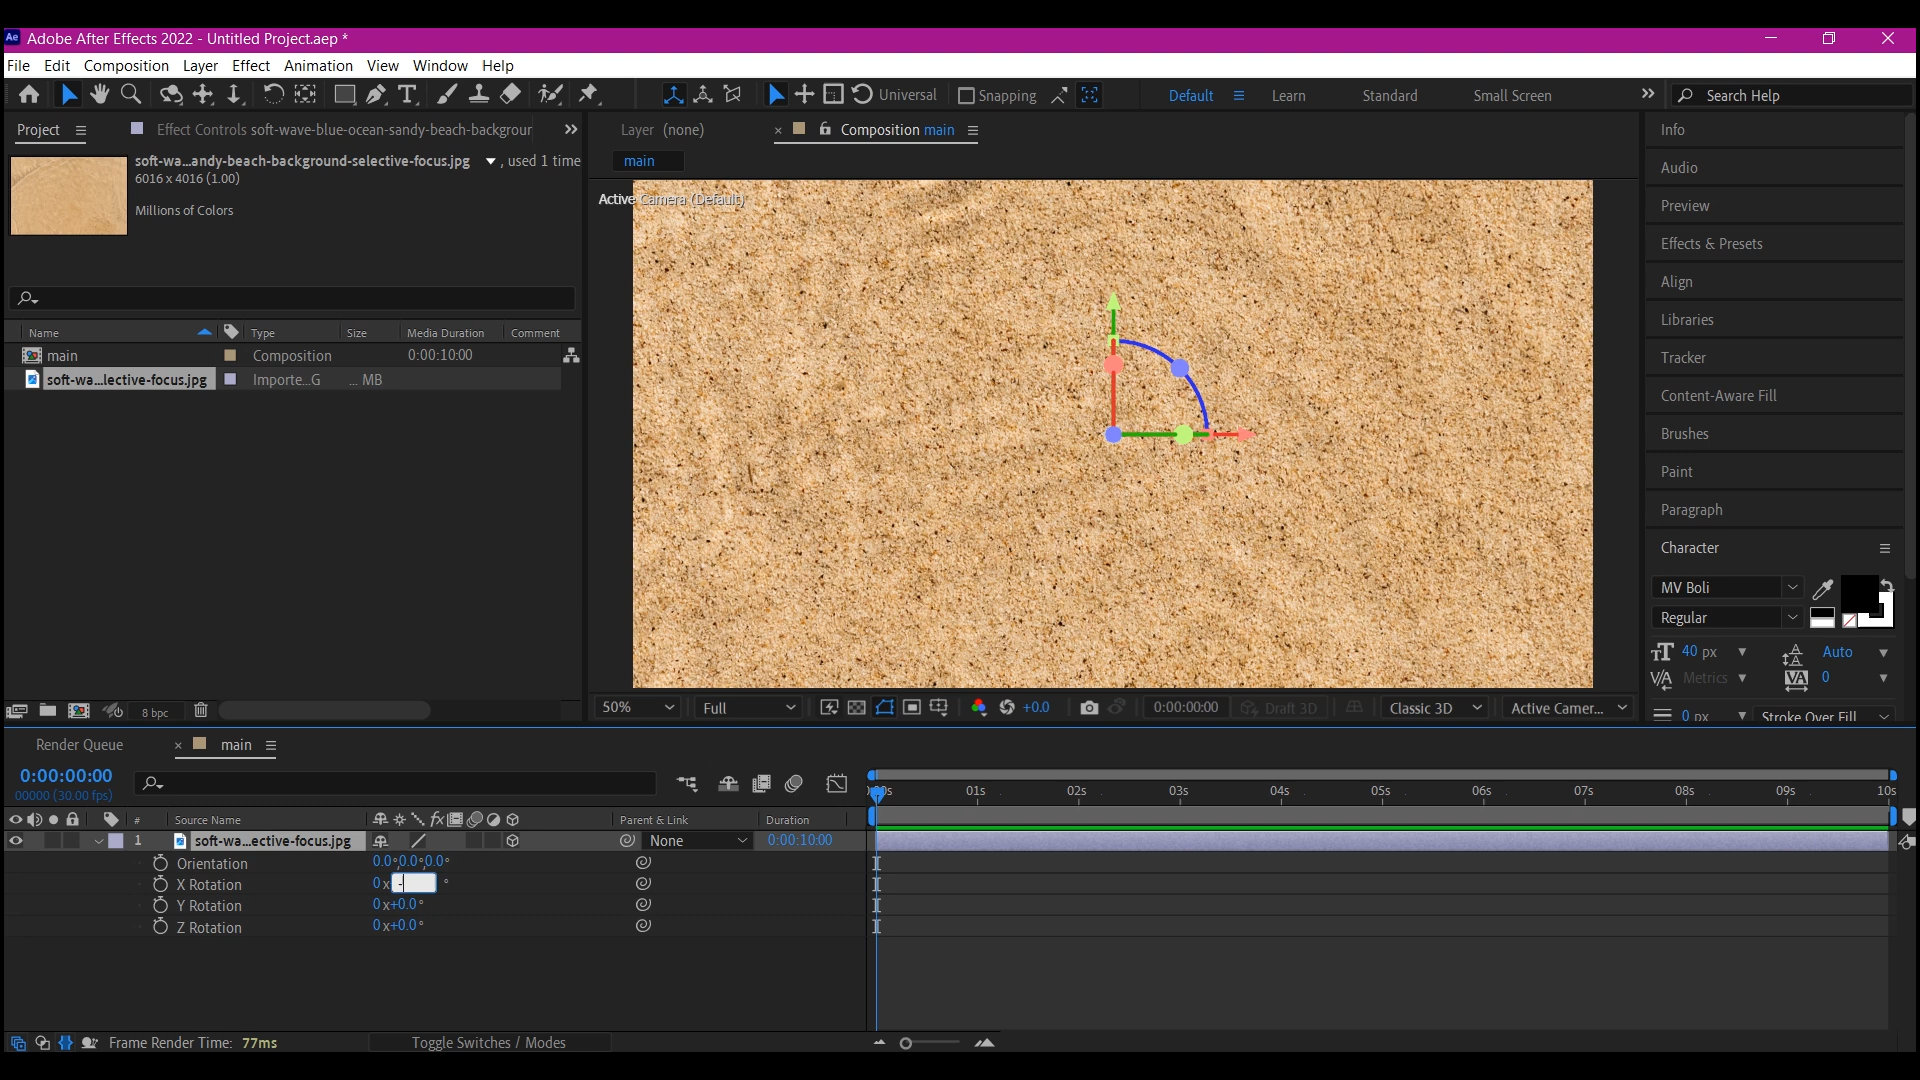 Ae Adobe After Effects 2022 - Untitled Project.aep *
File Edit Composition Layer Effect Animation View Window Help
Universal Snapping Default Learn Standard Small Screen Search Help
Project Effect Controls soft-wave-blue-ocean-sandy-beach-backgrour
Layer (none) Composition main
main
soft-wa...andy-beach-background-selective-focus.jpg , used 1 time
6016 x 4016 (1.00)
Millions of Colors
Active Camera (Default)
Name Type Size Media Duration Comment
main Composition 0:00:10:00
soft-wa...lective-focus.jpg Importe...G ... MB
8 bpc
50% Full +0.0 0:00:00:00 Draft 3D Classic 3D Active Camer...
Info
Audio
Preview
Effects & Presets
Align
Libraries
Tracker
Content-Aware Fill
Brushes
Paint
Paragraph
Character
MV Boli
Regular
40 px Auto
Metrics 0
0 px Stroke Over Fill
Render Queue main
0:00:00:00
00000 (30.00 fps)
01s 02s 03s 04s 05s 06s 07s 08s 09s 10s
# Source Name Parent & Link Duration
1 soft-wa...ective-focus.jpg None 0:00:10:00
Orientation 0.0°,0.0°,0.0°
X Rotation 0x- °
Y Rotation 0x+0.0°
Z Rotation 0x+0.0°
Frame Render Time: 77ms Toggle Switches / Modes